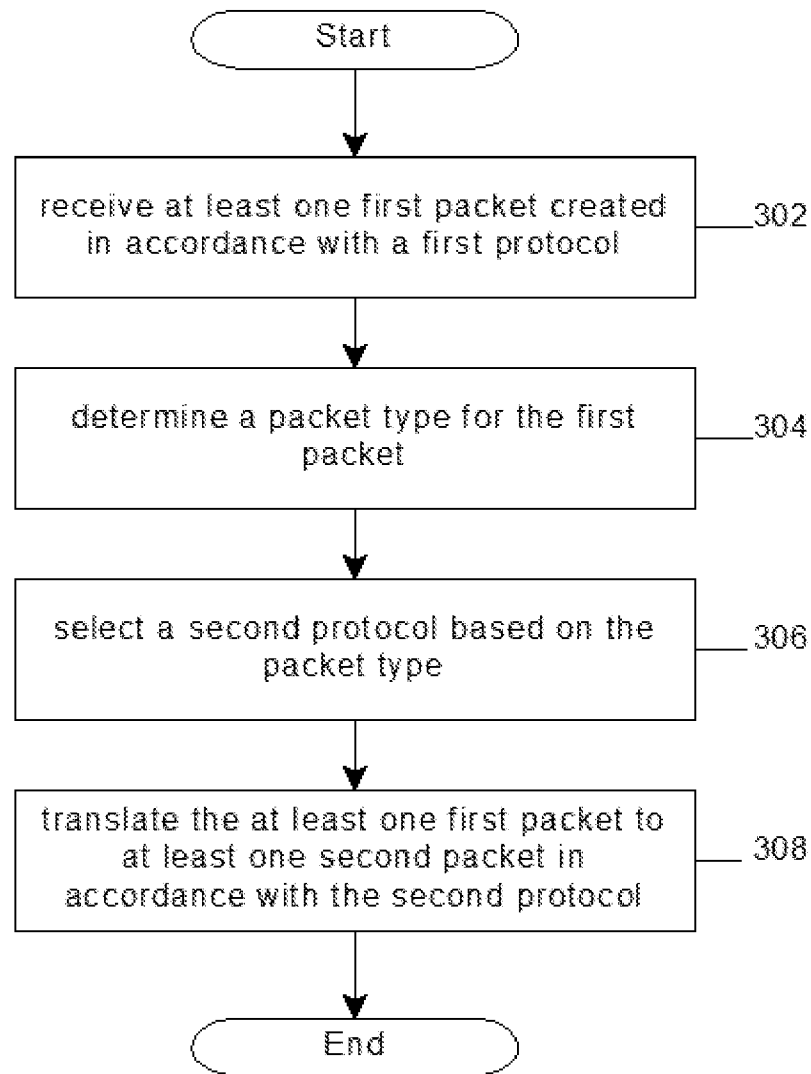 Start
receive at least one first packet created
in accordance with a first protocol
302
determine a packet type for the first
packet
304
select a second protocol based on the
packet type
306
translate the at least one first packet to
at least one second packet in
accordance with the second protocol
308
End